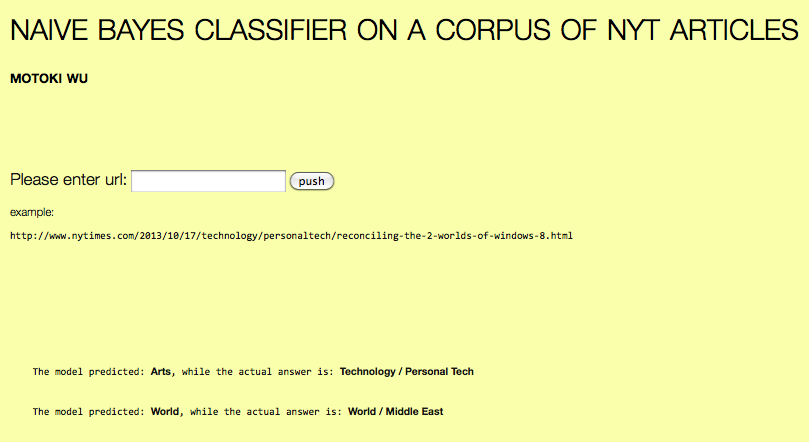 NAIVE BAYES CLASSIFIER ON A CORPUS OF NYT ARTICLES
MOTOKI WU
Please enter url: push
example:
http://www.nytimes.com/2013/10/17/technology/personaltech/reconciling-the-2-worlds-of-windows-8.html
The model predicted: Arts, while the actual answer is: Technology / Personal Tech
The model predicted: World, while the actual answer is: World / Middle East